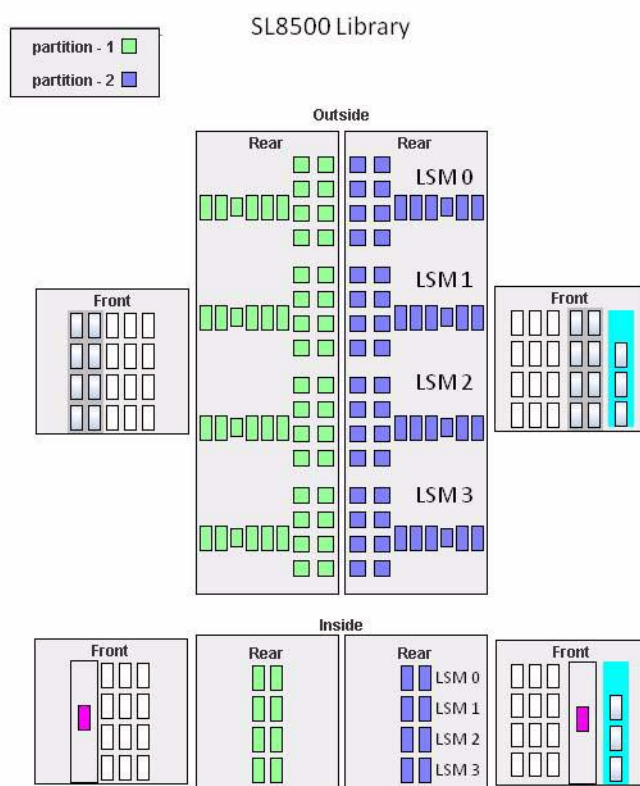 SL8500 Library
partition - 1
partition - 2
Outside
Rear
Rear
LSM 0
LSM 1
Front
Front
LSM 2
LSM 3
Inside
Front
Rear
Rear
Front
LSM 0
LSM 1
LSM 2
LSM 3